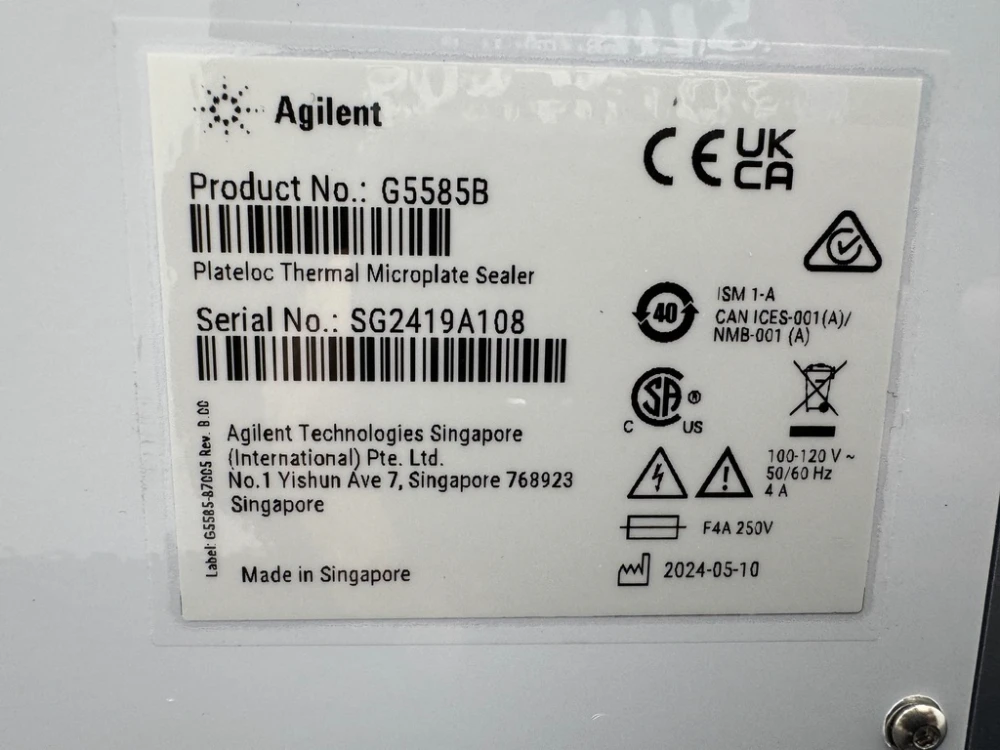 Agilent
CE UK CA
Product No.: G5585B
Plateloc Thermal Microplate Sealer
Serial No.: SG2419A108
40
ISM 1-A
CAN ICES-001(A)/
NMB-001 (A)
SA ®
C US
Label: G5585-87005 Rev. B.00
Agilent Technologies Singapore
(International) Pte. Ltd.
No.1 Yishun Ave 7, Singapore 768923
Singapore
100-120 V ~
50/60 Hz
4 A
F4A 250V
Made in Singapore
2024-05-10